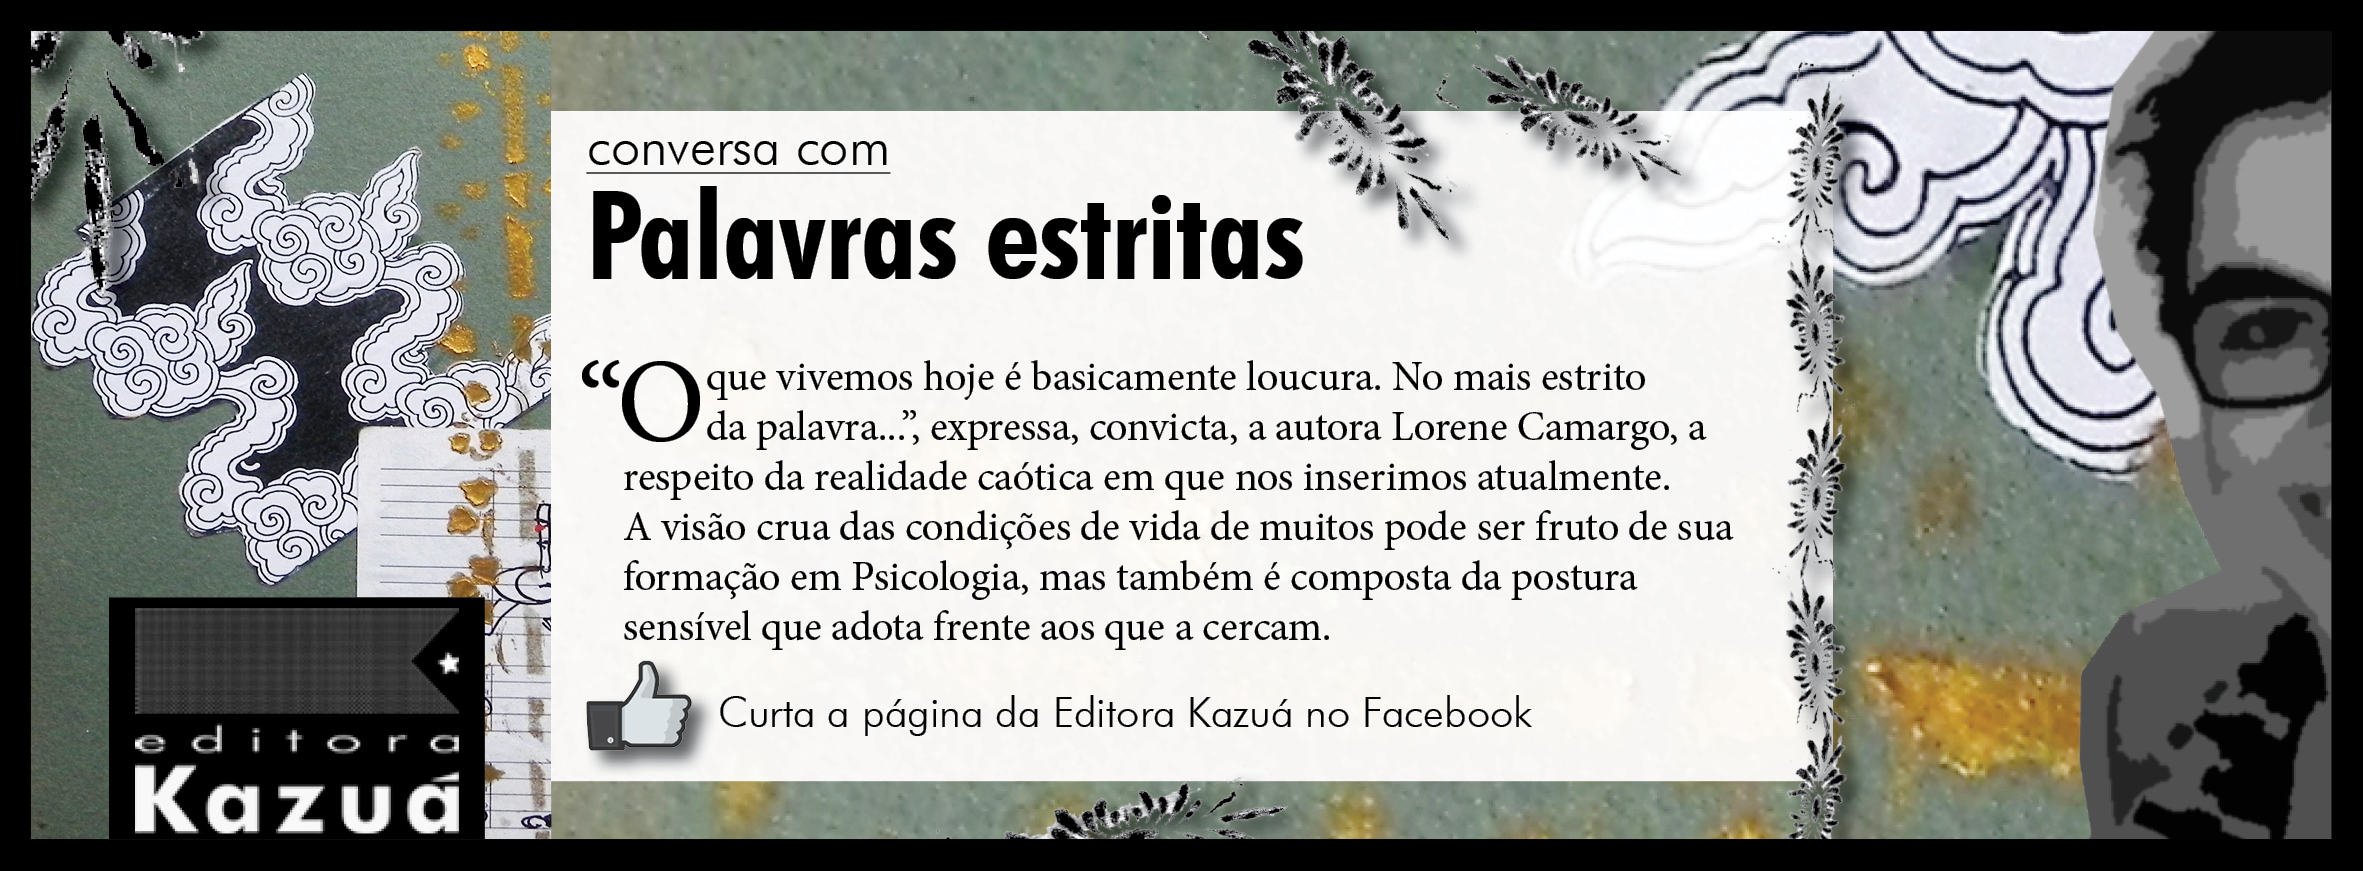 conversa com
Palavras estritas
“O que vivemos hoje é basicamente loucura. No mais estrito
da palavra...”, expressa, convicta, a autora Lorene Camargo, a
respeito da realidade caótica em que nos inserimos atualmente.
A visão crua das condições de vida de muitos pode ser fruto de sua
formação em Psicologia, mas também é composta da postura
sensível que adota frente aos que a cercam.
Curta a página da Editora Kazuá no Facebook
editora
Kazuá